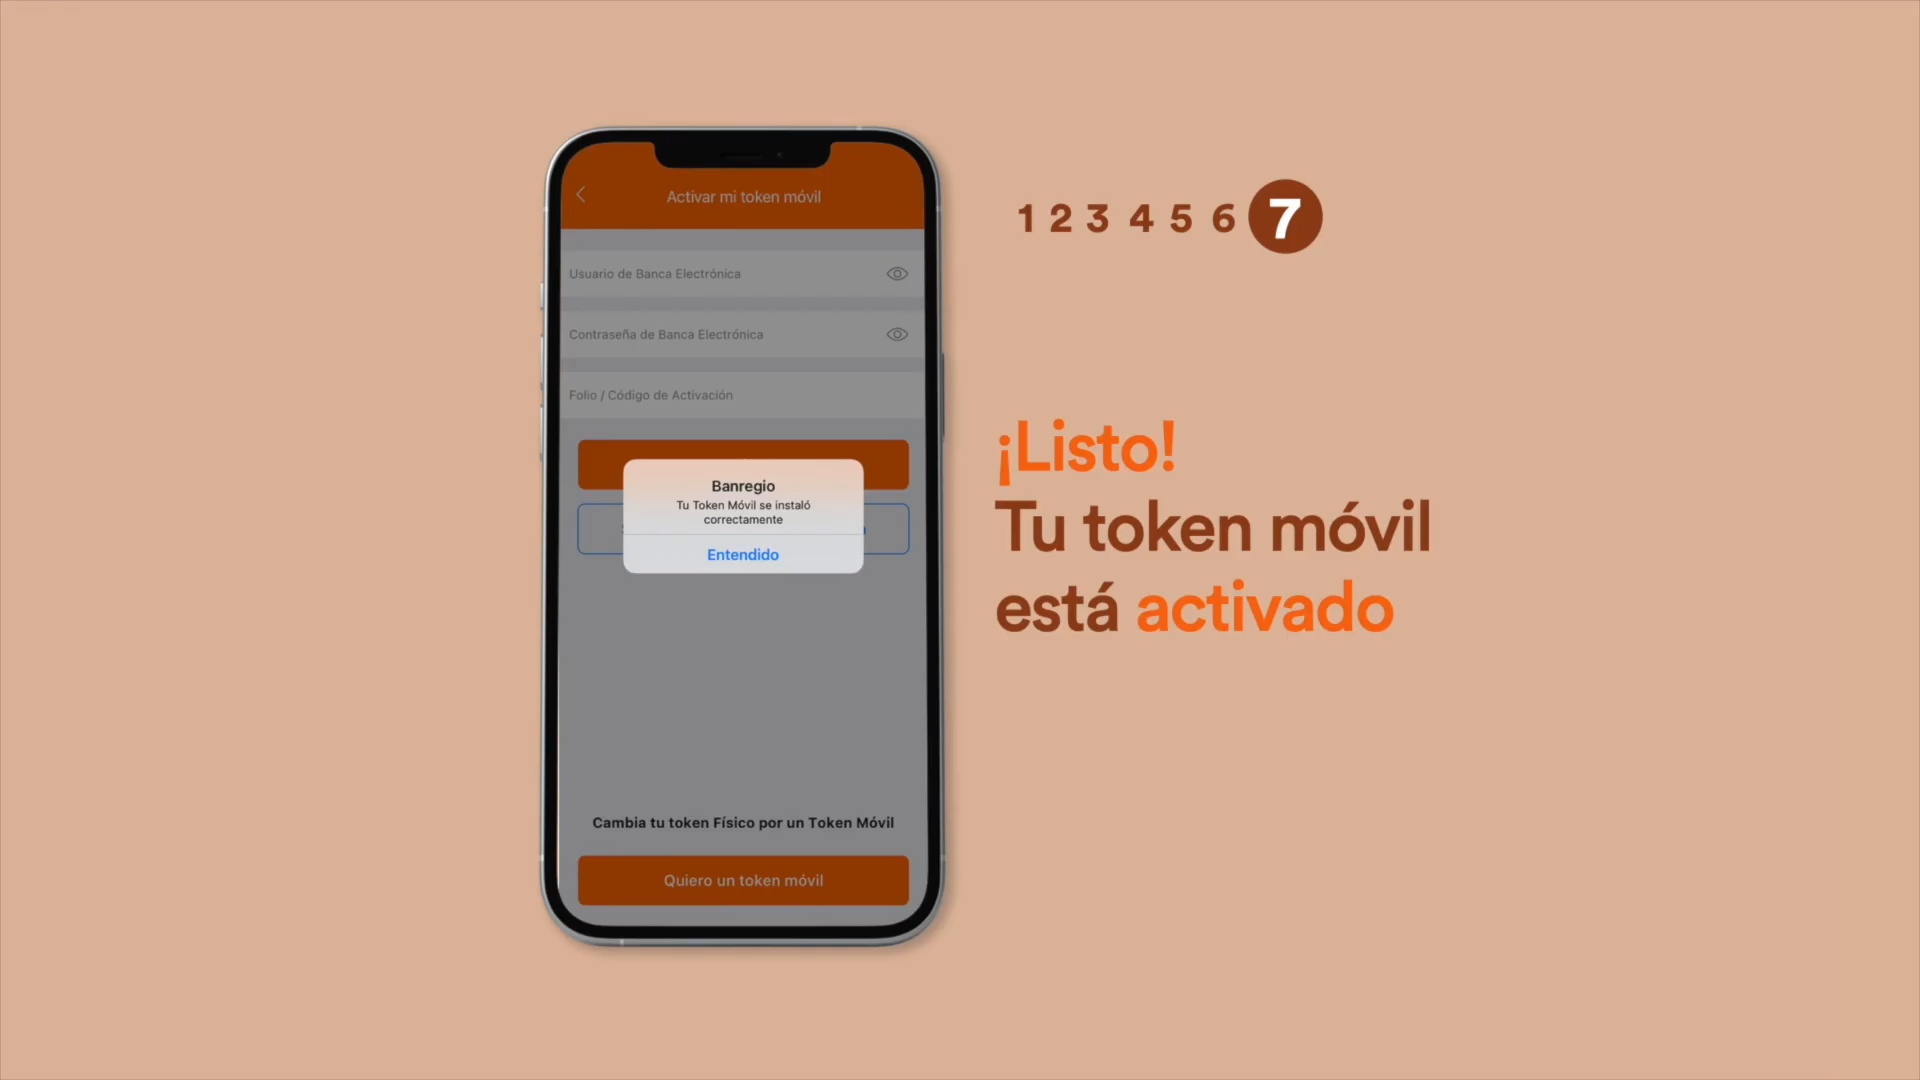 Activar mi token móvil
Usuario de Banca Electrónica
Contraseña de Banca Electrónica
Folio / Código de Activación
Banregio
Tu Token Móvil se instaló
correctamente
Entendido
Cambia tu token Físico por un Token Móvil
Quiero un token móvil
1 2 3 4 5 6 7
¡Listo!
Tu token móvil
está activado